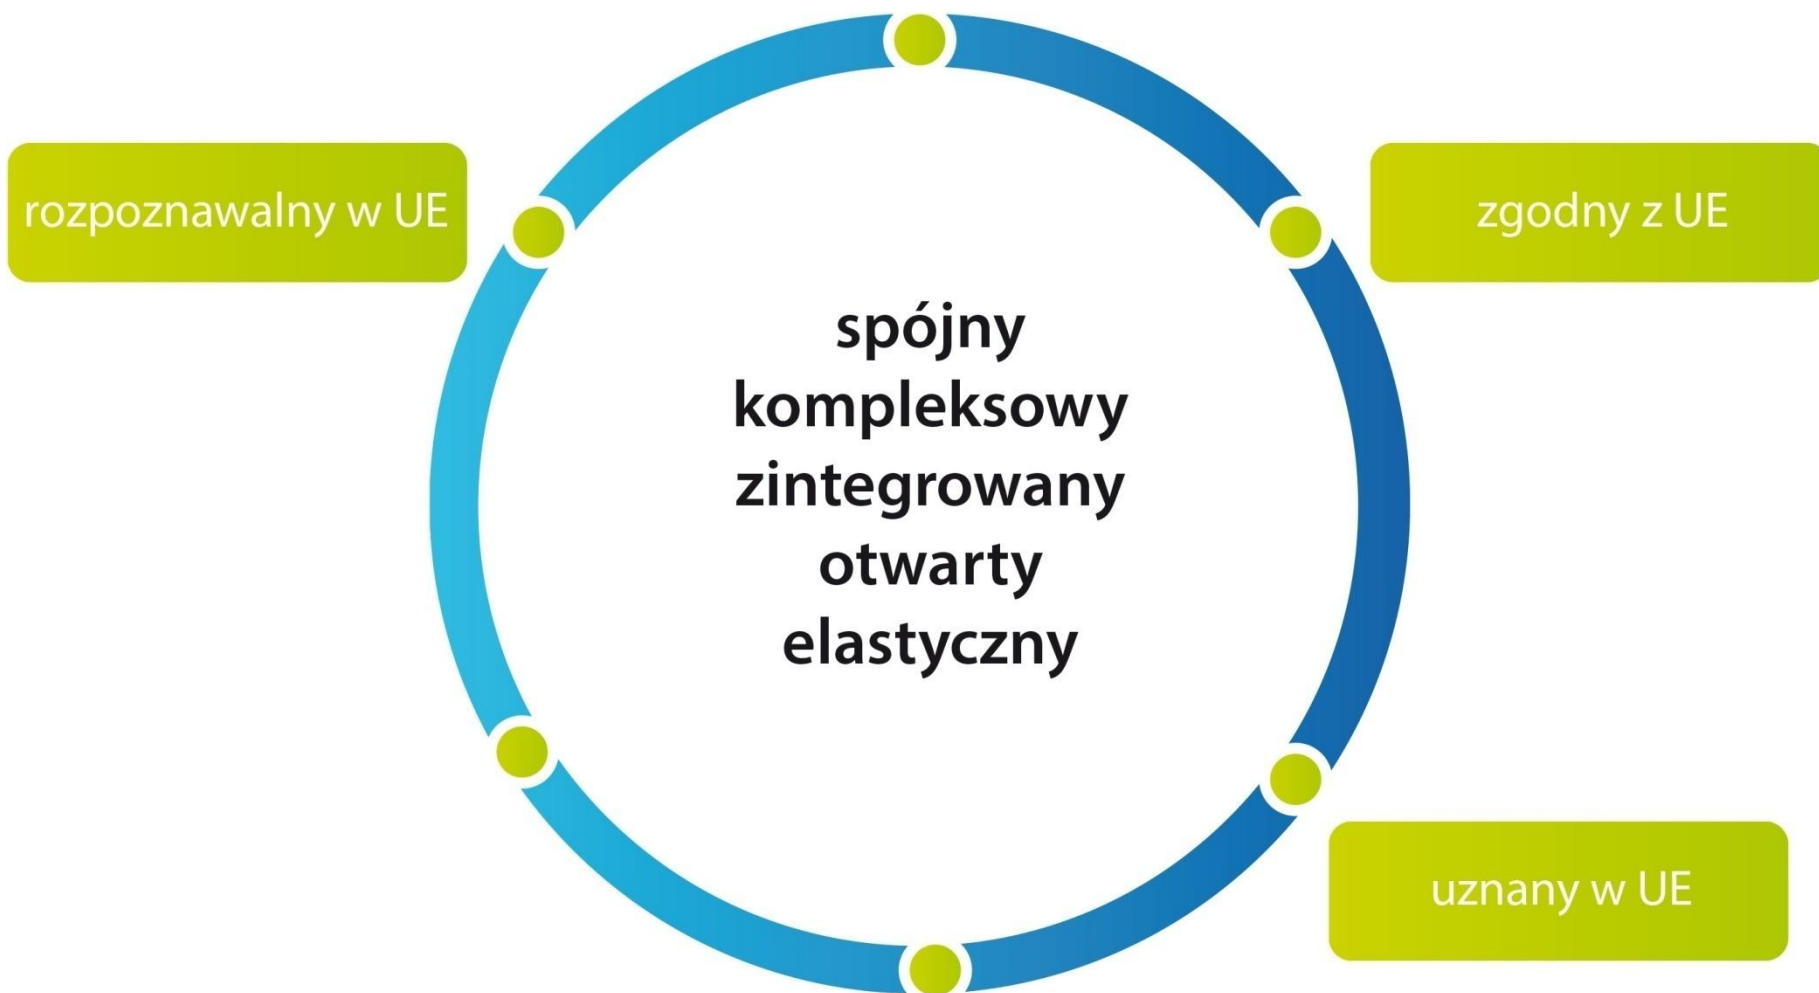 rozpoznawalny w UE
zgodny z UE
spójny
kompleksowy
zintegrowany
otwarty
elastyczny
uznany w UE